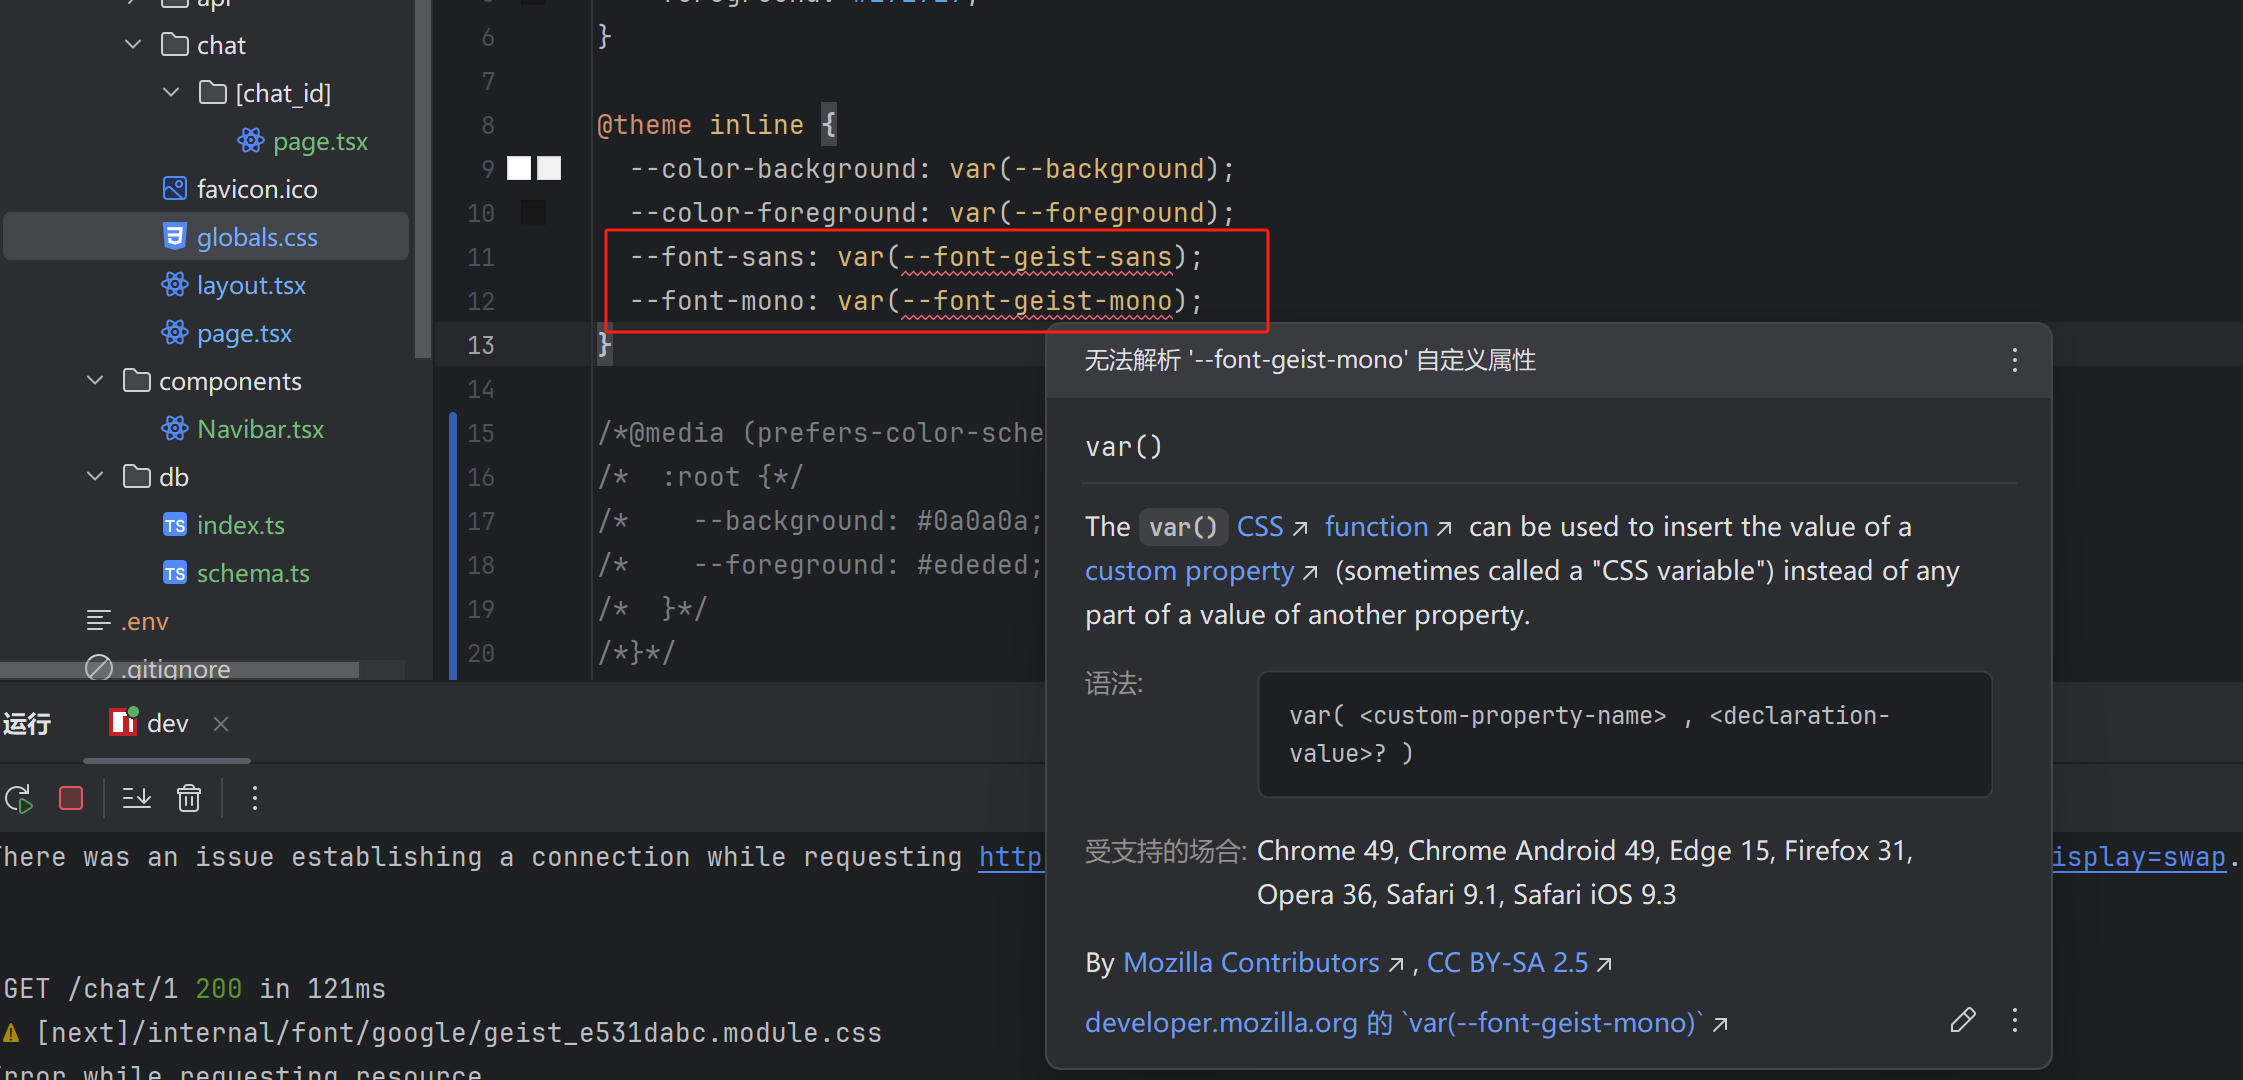 api
chat
[chat_id]
page.tsx
favicon.ico
globals.css
layout.tsx
page.tsx
components
Navibar.tsx
db
TS index.ts
TS schema.ts
.env
.gitignore
6 }
7
8 @theme inline {
9 --color-background: var(--background);
10 --color-foreground: var(--foreground);
11 --font-sans: var(--font-geist-sans);
12 --font-mono: var(--font-geist-mono);
13 }
14
15 /*@media (prefers-color-sche
16 /* :root {*/
17 /* --background: #0a0a0a;
18 /* --foreground: #ededed;
19 /* }*/
20 /*}*/
无法解析 '--font-geist-mono' 自定义属性
var()
The var() CSS function can be used to insert the value of a
custom property (sometimes called a "CSS variable") instead of any
part of a value of another property.
语法:
var( <custom-property-name> , <declaration-
value>? )
受支持的场合: Chrome 49, Chrome Android 49, Edge 15, Firefox 31,
Opera 36, Safari 9.1, Safari iOS 9.3
By Mozilla Contributors , CC BY-SA 2.5
developer.mozilla.org 的 `var(--font-geist-mono)`
运行
dev
here was an issue establishing a connection while requesting http
isplay=swap.
GET /chat/1 200 in 121ms
[next]/internal/font/google/geist_e531dabc.module.css
rror while requesting resource